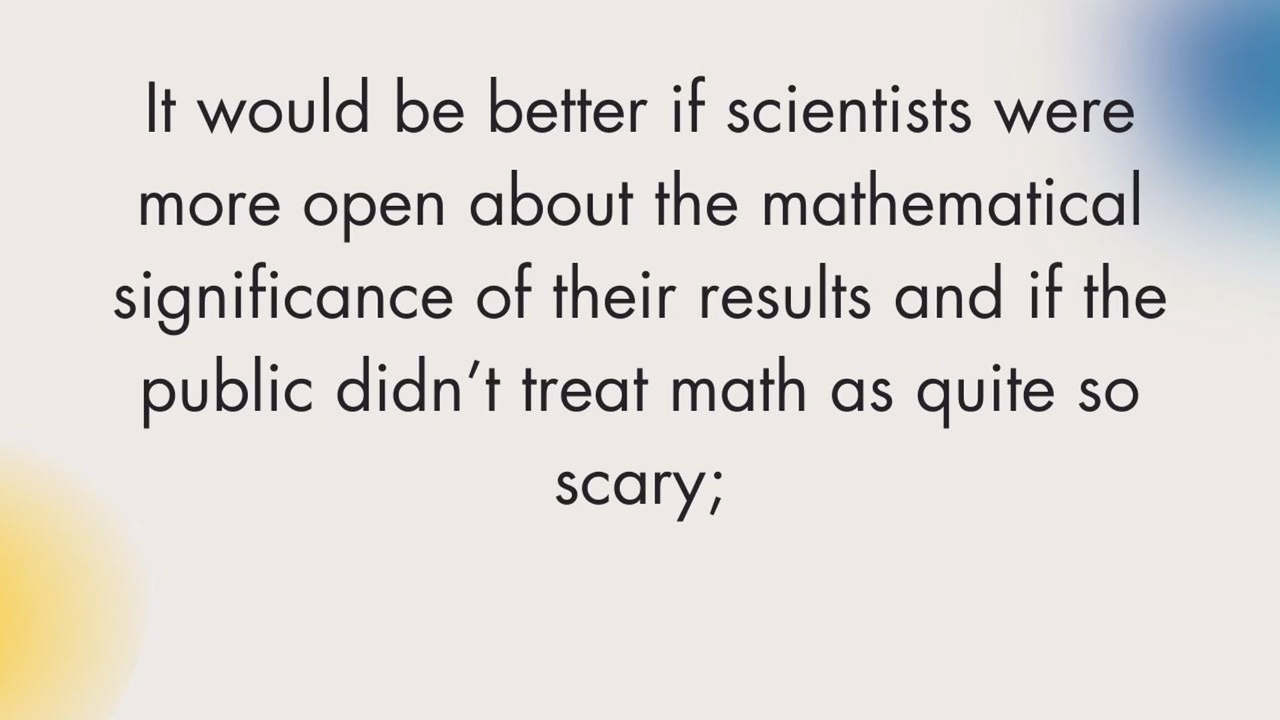 It would be better if scientists were
more open about the mathematical
significance of their results and if the
public didn’t treat math as quite so
scary;